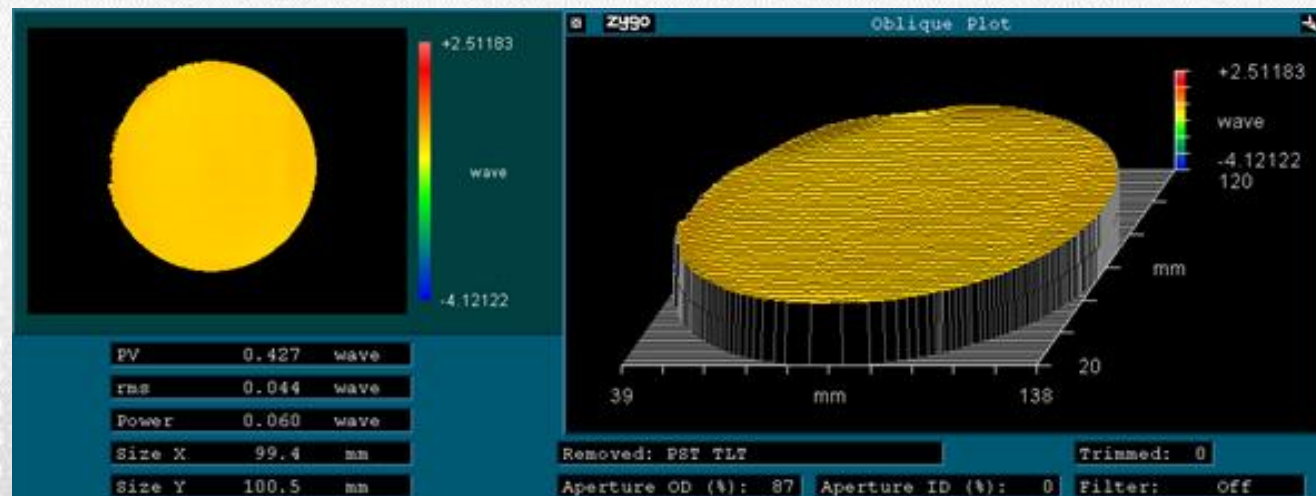 zygo Oblique Plot
+2.51183
wave
-4.12122
+2.51183
wave
-4.12122
120
mm
20
39 mm 138
PV 0.427 wave
rms 0.044 wave
Power 0.060 wave
Size X 99.4 mm
Size Y 100.5 mm
Removed: PST TLT Trimmed: 0
Aperture OD (%): 87 Aperture ID (%): 0 Filter: Off